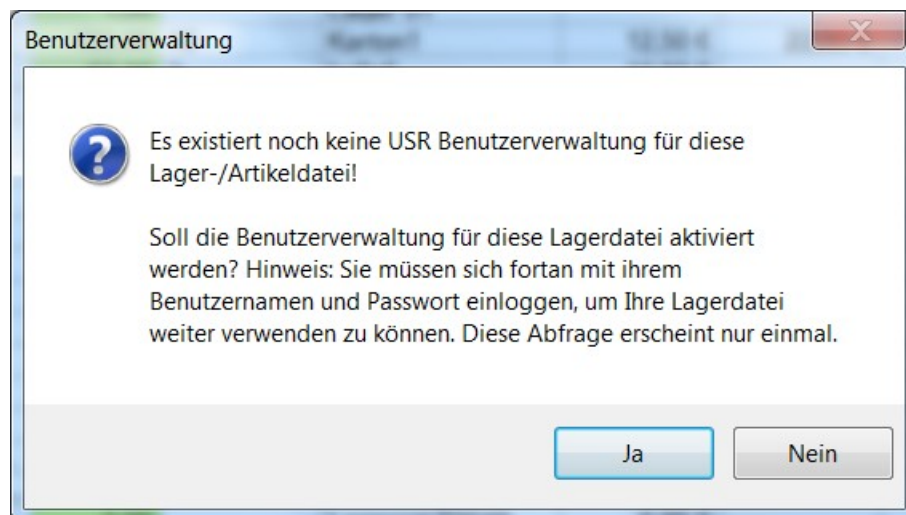 Benutzerverwaltung
Es existiert noch keine USR Benutzerverwaltung für diese
Lager-/Artikeldatei!
Soll die Benutzerverwaltung für diese Lagerdatei aktiviert
werden? Hinweis: Sie müssen sich fortan mit ihrem
Benutzernamen und Passwort einloggen, um Ihre Lagerdatei
weiter verwenden zu können. Diese Abfrage erscheint nur einmal.
Ja
Nein